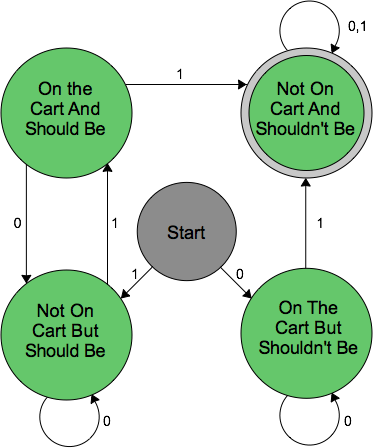 0,1
On the
Cart And
Should Be
1
Not On
Cart And
Shouldn't Be
0
1
Start
1
1
0
Not On
Cart But
Should Be
On The
Cart But
Shouldn't Be
0
0